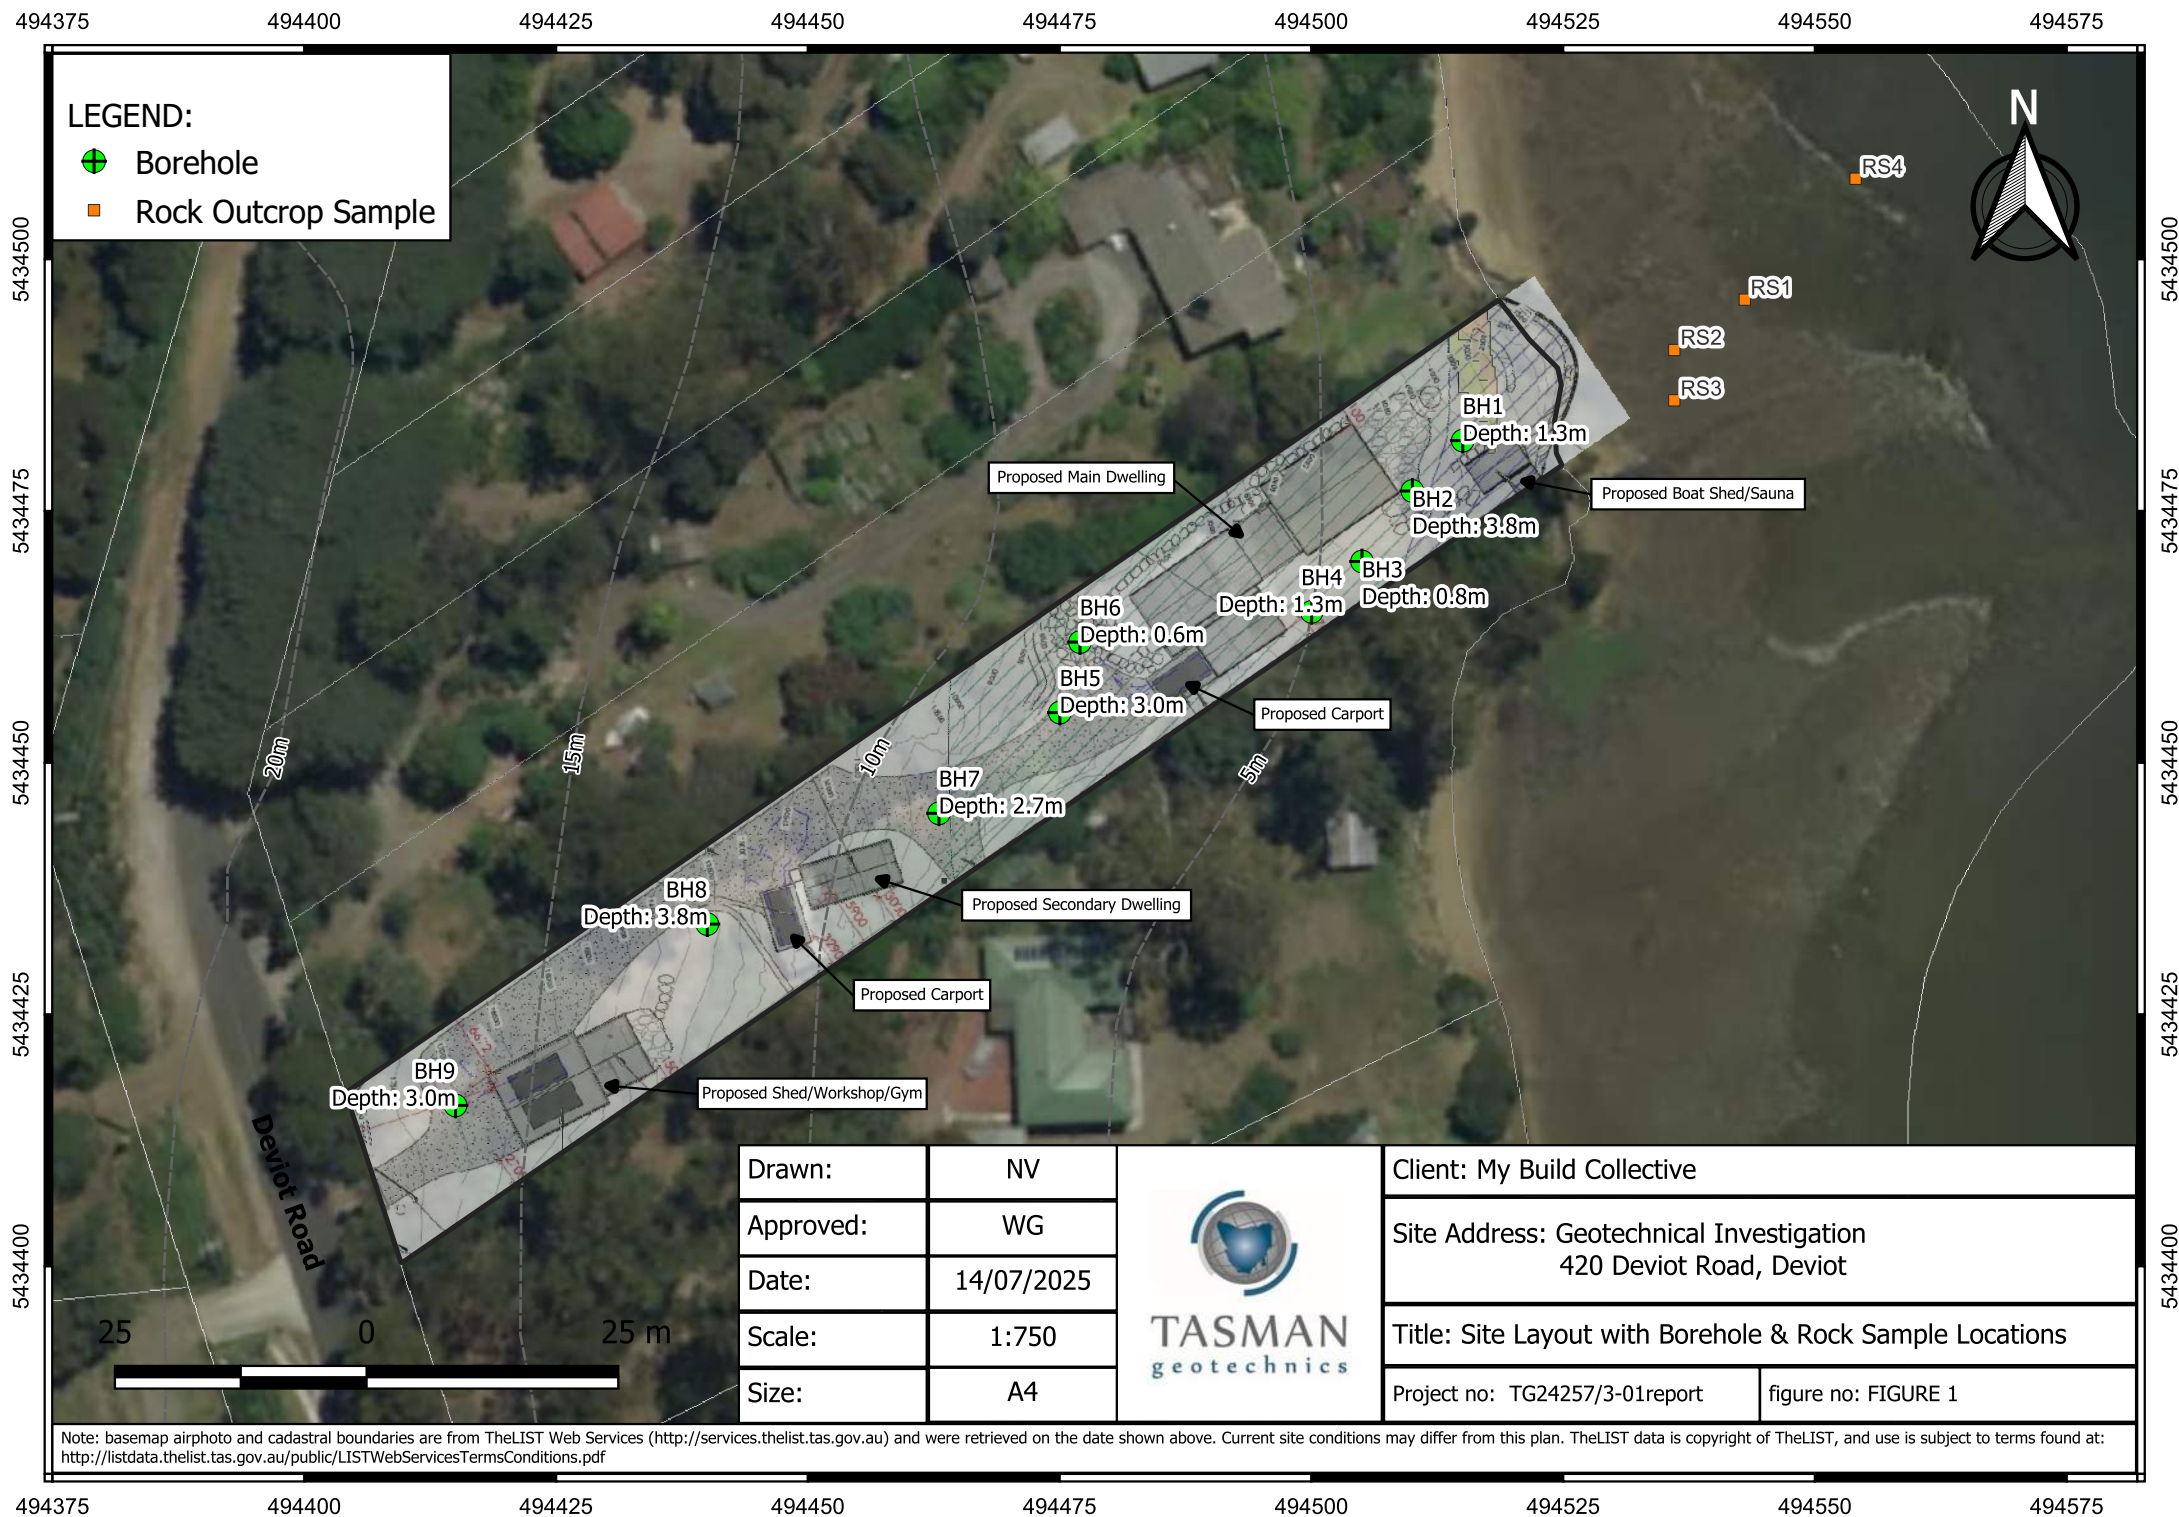 494375 494400 494425 494450 494475 494500 494525 494550 494575
LEGEND:
Borehole
Rock Outcrop Sample
N
RS4
RS1
RS2
RS3
5434500
5434475
5434450
5434425
5434400
5434500
5434475
5434450
5434425
5434400
BH1
Depth: 1.3m
Proposed Main Dwelling
Proposed Boat Shed/Sauna
BH2
Depth: 3.8m
BH3
Depth: 0.8m
BH4
Depth: 1.3m
BH6
Depth: 0.6m
BH5
Depth: 3.0m
Proposed Carport
20m
15m
10m
5m
BH7
Depth: 2.7m
BH8
Depth: 3.8m
Proposed Secondary Dwelling
Proposed Carport
BH9
Depth: 3.0m
Proposed Shed/Workshop/Gym
Deviot Road
25 0 25 m
Drawn: NV
Approved: WG
Date: 14/07/2025
Scale: 1:750
Size: A4
TASMAN
geotechnics
Client: My Build Collective
Site Address: Geotechnical Investigation
420 Deviot Road, Deviot
Title: Site Layout with Borehole & Rock Sample Locations
Project no: TG24257/3-01report figure no: FIGURE 1
Note: basemap airphoto and cadastral boundaries are from TheLIST Web Services (http://services.thelist.tas.gov.au) and were retrieved on the date shown above. Current site conditions may differ from this plan. TheLIST data is copyright of TheLIST, and use is subject to terms found at:
http://listdata.thelist.tas.gov.au/public/LISTWebServicesTermsConditions.pdf
494375 494400 494425 494450 494475 494500 494525 494550 494575